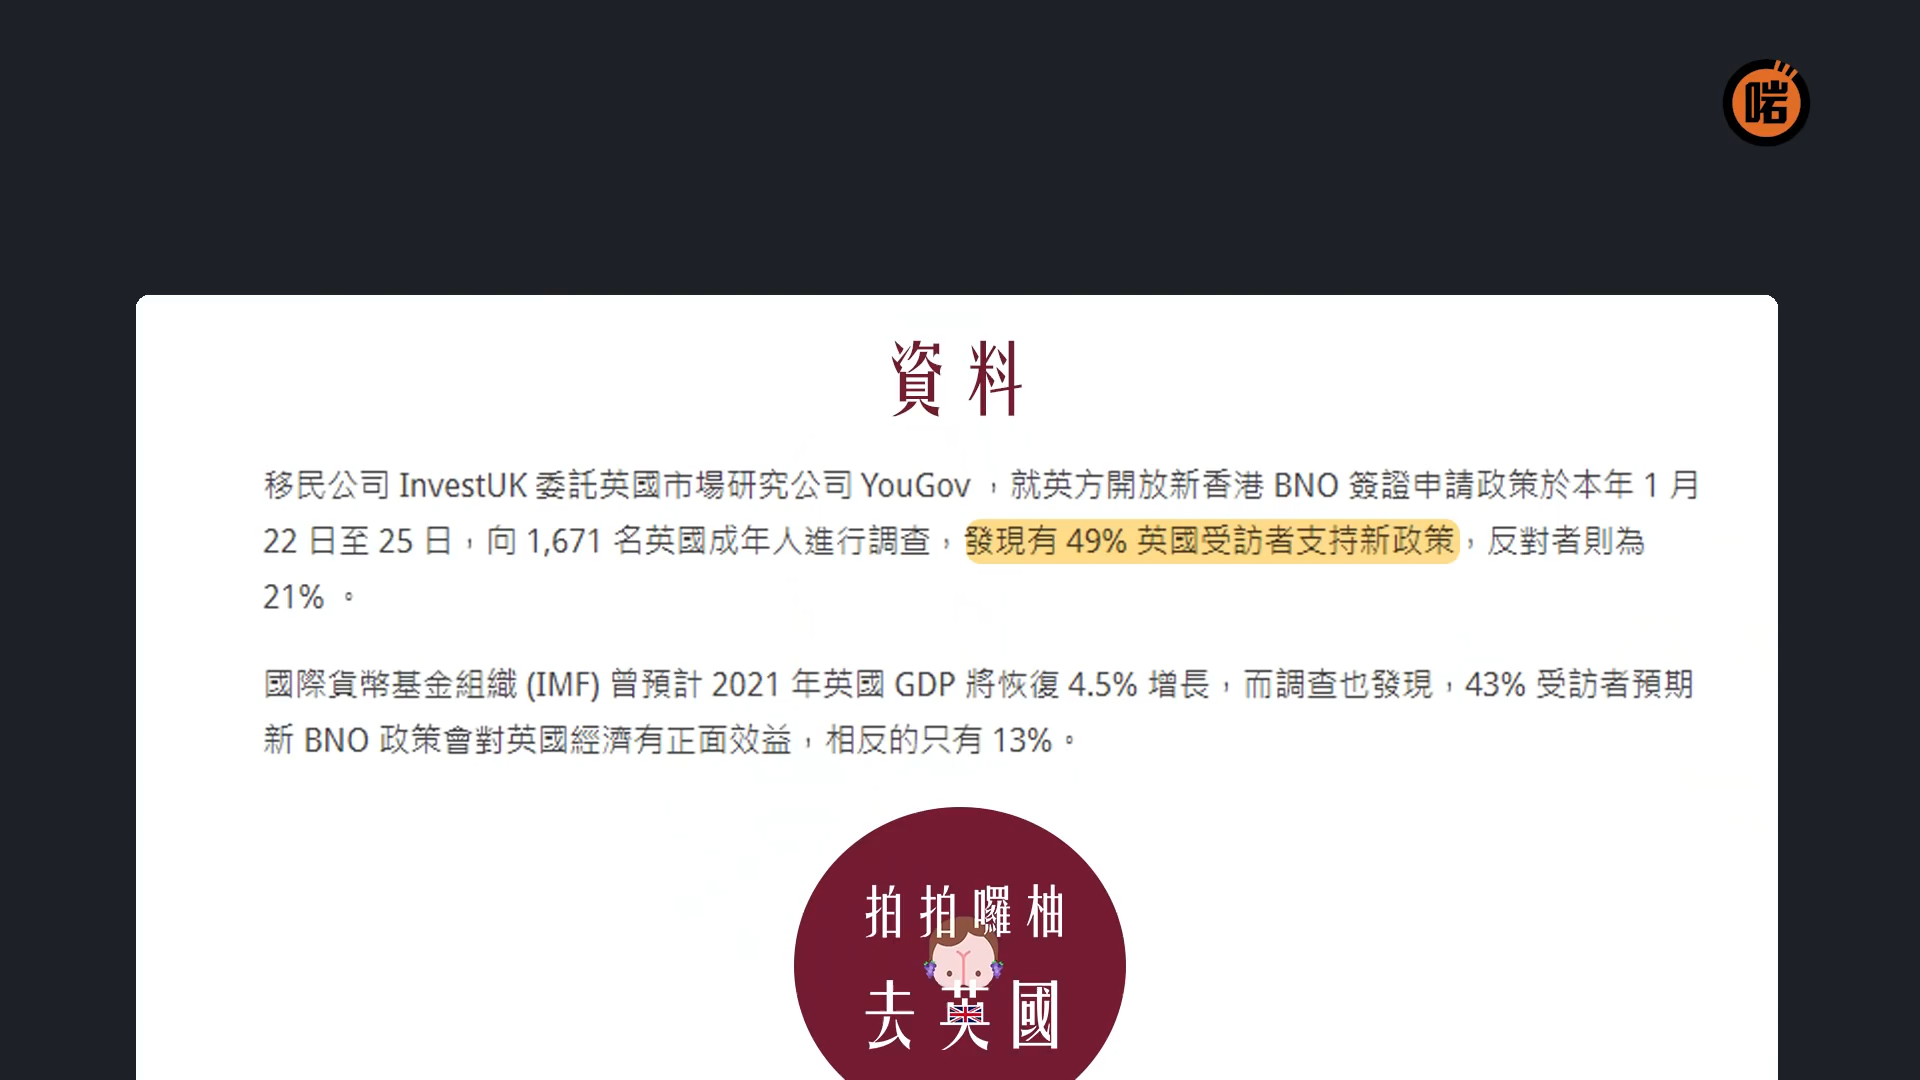 啱
資料
移民公司 InvestUK 委託英國市場研究公司 YouGov ，就英方開放新香港 BNO 簽證申請政策於本年 1 月
22 日至 25 日，向 1,671 名英國成年人進行調查，發現有 49% 英國受訪者支持新政策，反對者則為
21% 。
國際貨幣基金組織 (IMF) 曾預計 2021 年英國 GDP 將恢復 4.5% 增長，而調查也發現，43% 受訪者預期
新 BNO 政策會對英國經濟有正面效益，相反的只有 13%。
拍拍囉柚
去英國